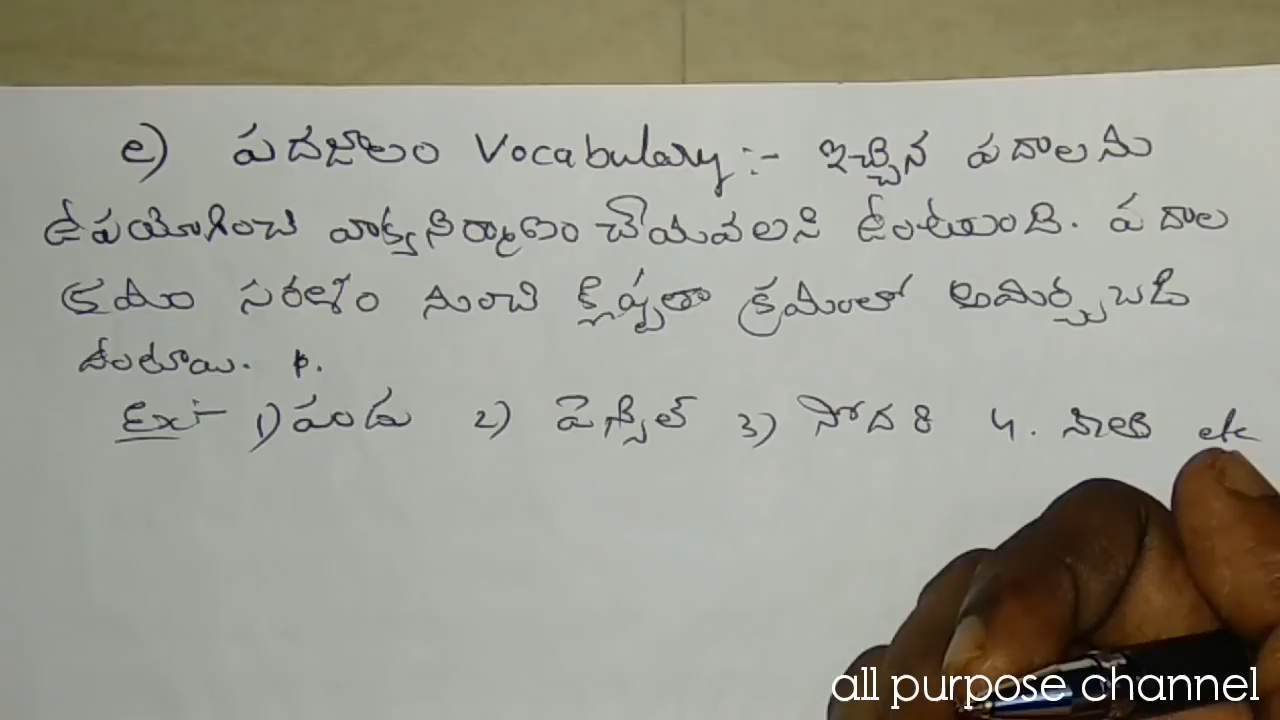 e) పదజాలం Vocabulary:- ఇచ్చిన పదాలను
ఉపయోగించి వాక్యనిర్మాణం చేయవలసి ఉంటుంది. పదాల
క్రమం సరళం నుంచి క్లిష్టతా క్రమంలో అమర్చబడి
ఉంటాయి.
Ex:- 1) పండు 2) పెన్సిల్ 3) సోదరి 4. etc
all purpose channel